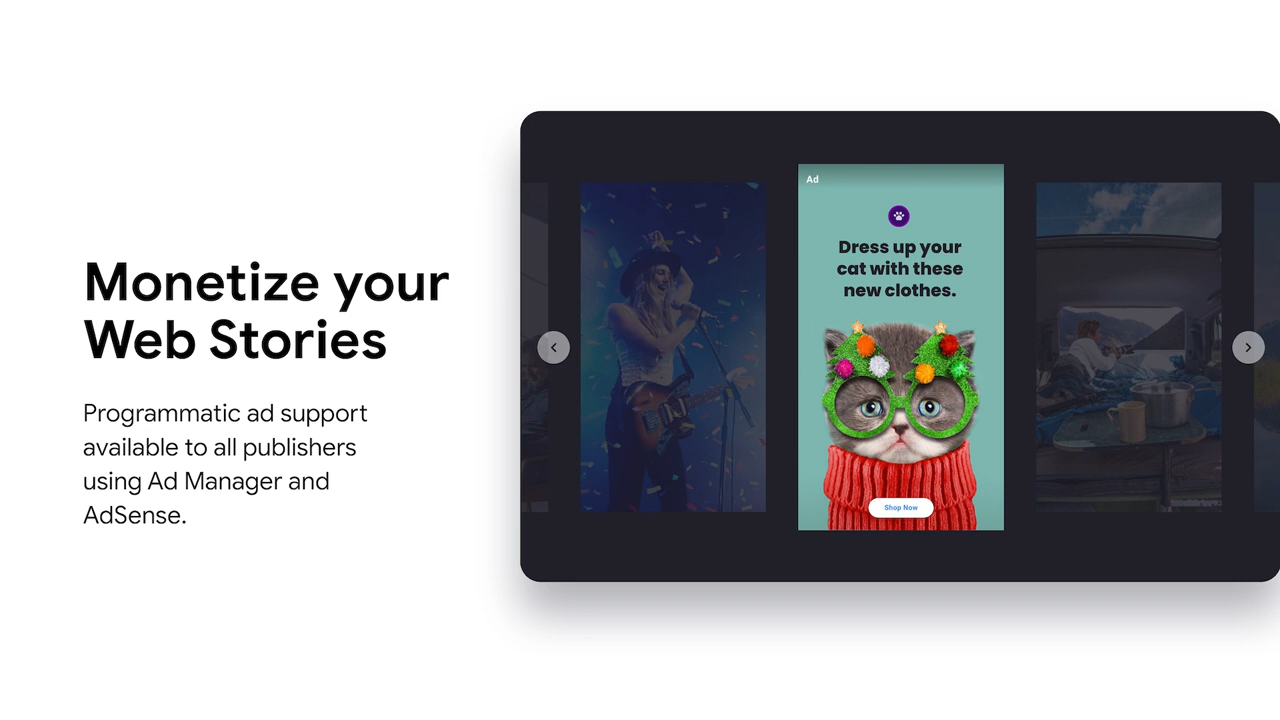 Monetize your
Web Stories
Programmatic ad support
available to all publishers
using Ad Manager and
AdSense.
Ad
Dress up your
cat with these
new clothes.
Shop Now